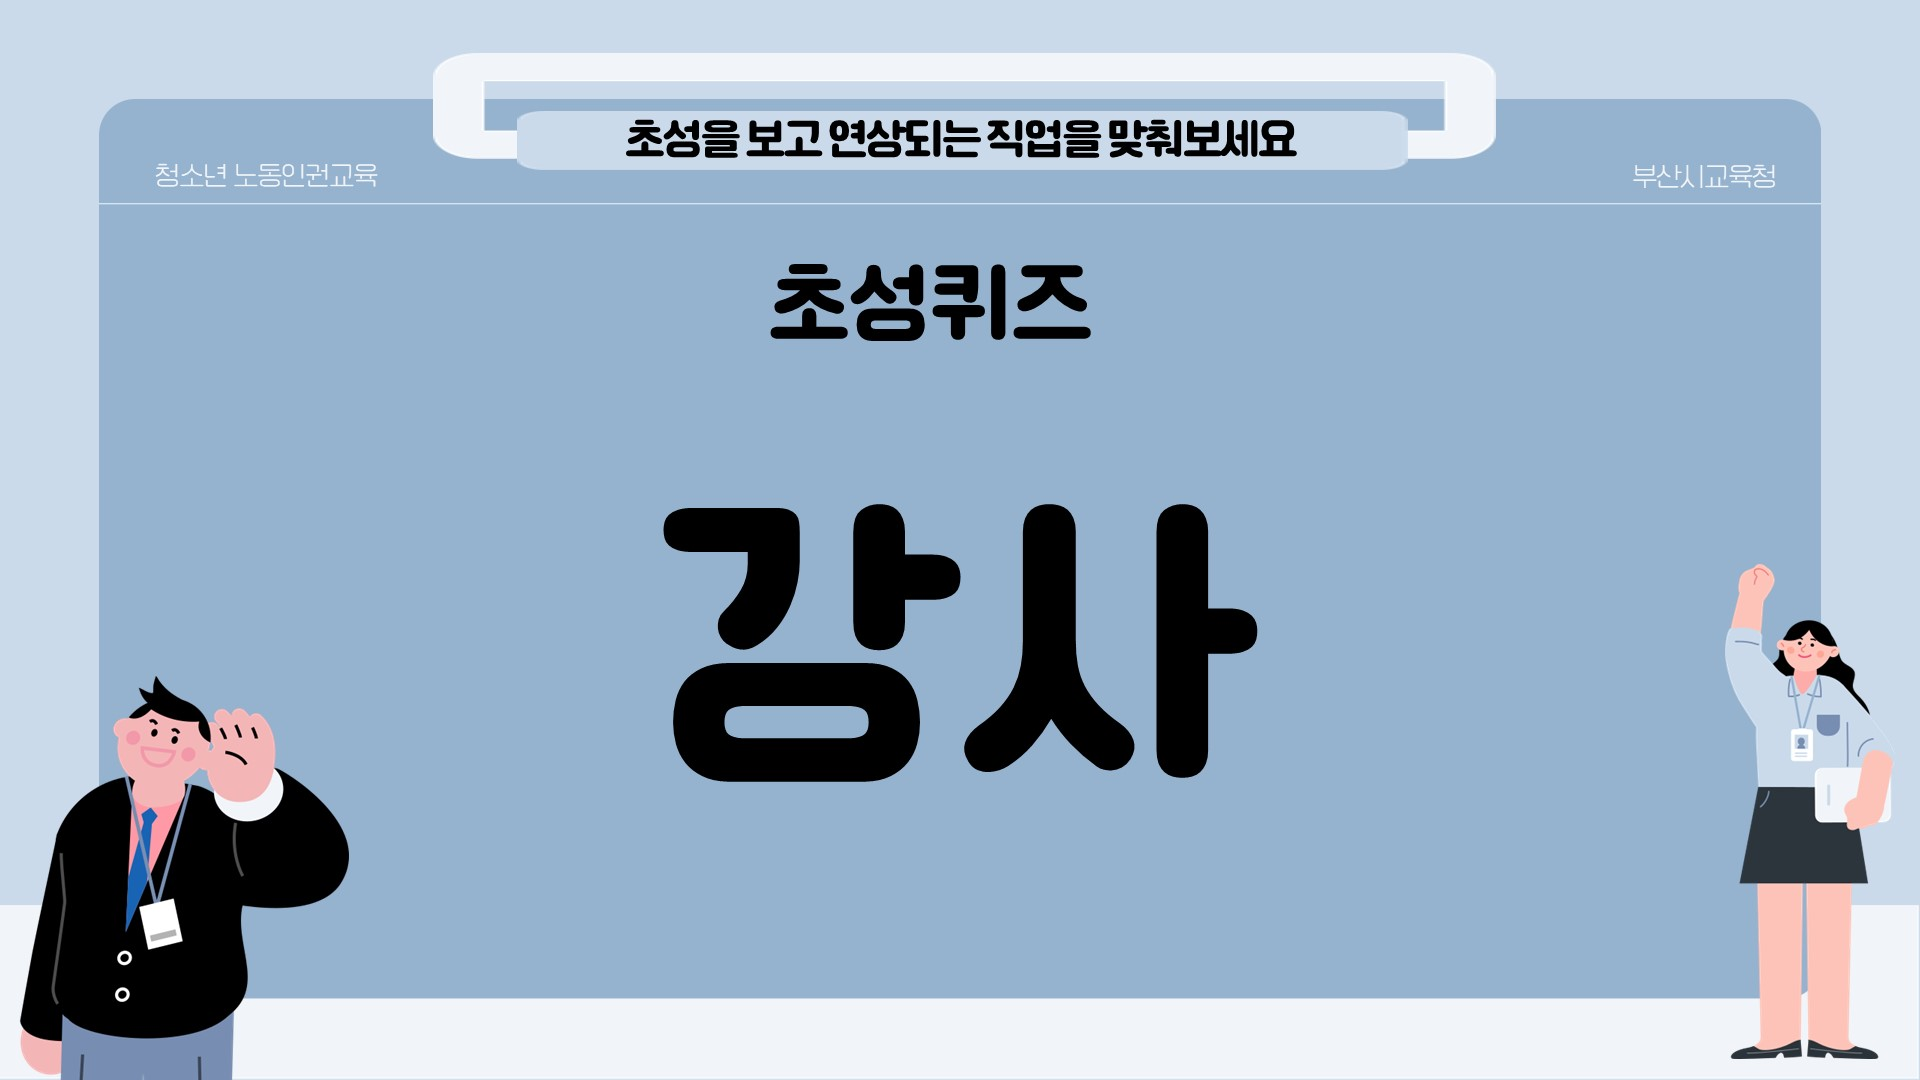 초성을 보고 연상되는 직업을 맞춰보세요
청소년 노동인권교육
부산시교육청
초성퀴즈
강사